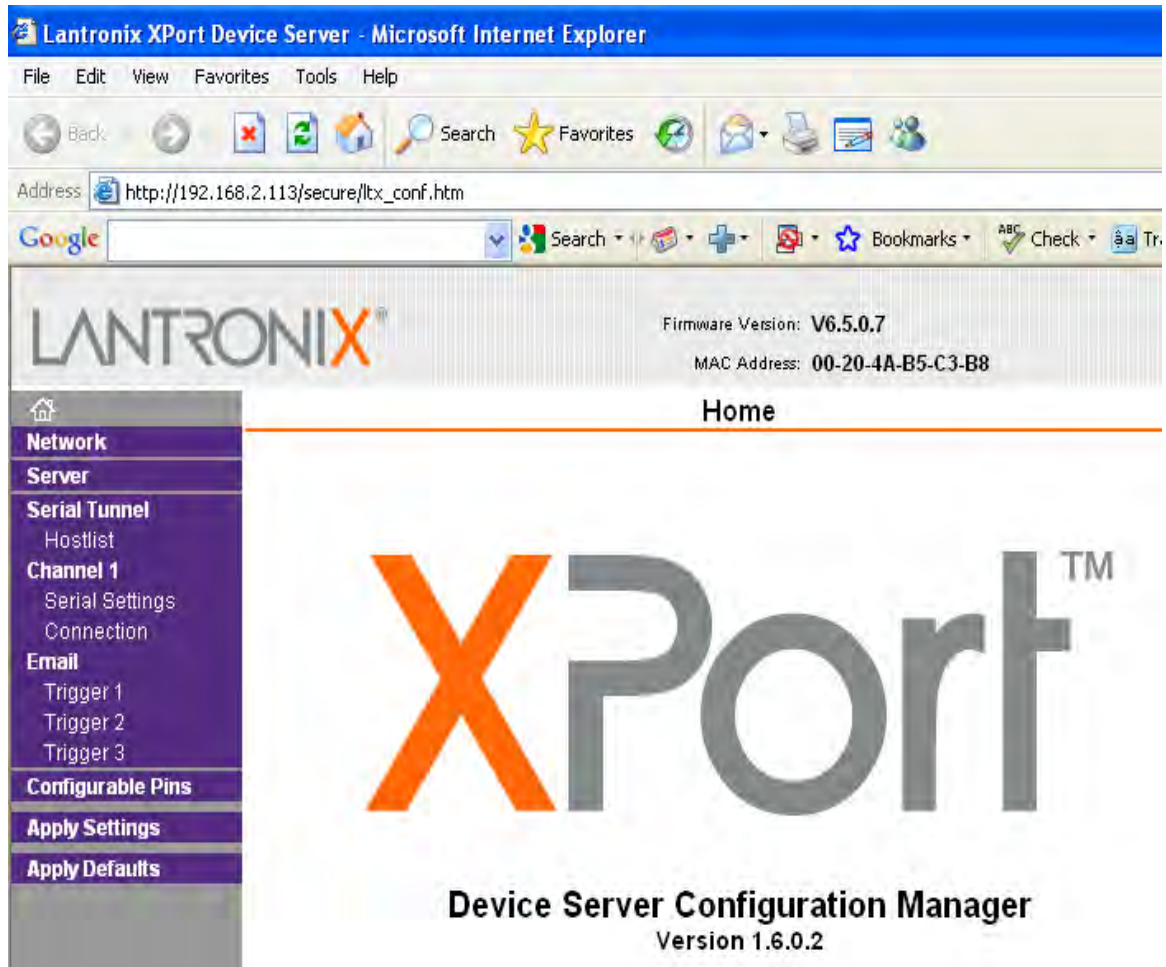 Lantronix XPort Device Server - Microsoft Internet Explorer
File Edit View Favorites Tools Help
Back Search Favorites
Address http://192.168.2.113/secure/ltx_conf.htm
Google Search Bookmarks ABC Check âa Tr
LANTRONIX®
Firmware Version: V6.5.0.7
MAC Address: 00-20-4A-B5-C3-B8
Home
Network
Server
Serial Tunnel
Hostlist
Channel 1
Serial Settings
Connection
Email
Trigger 1
Trigger 2
Trigger 3
Configurable Pins
Apply Settings
Apply Defaults
XPort™
Device Server Configuration Manager
Version 1.6.0.2